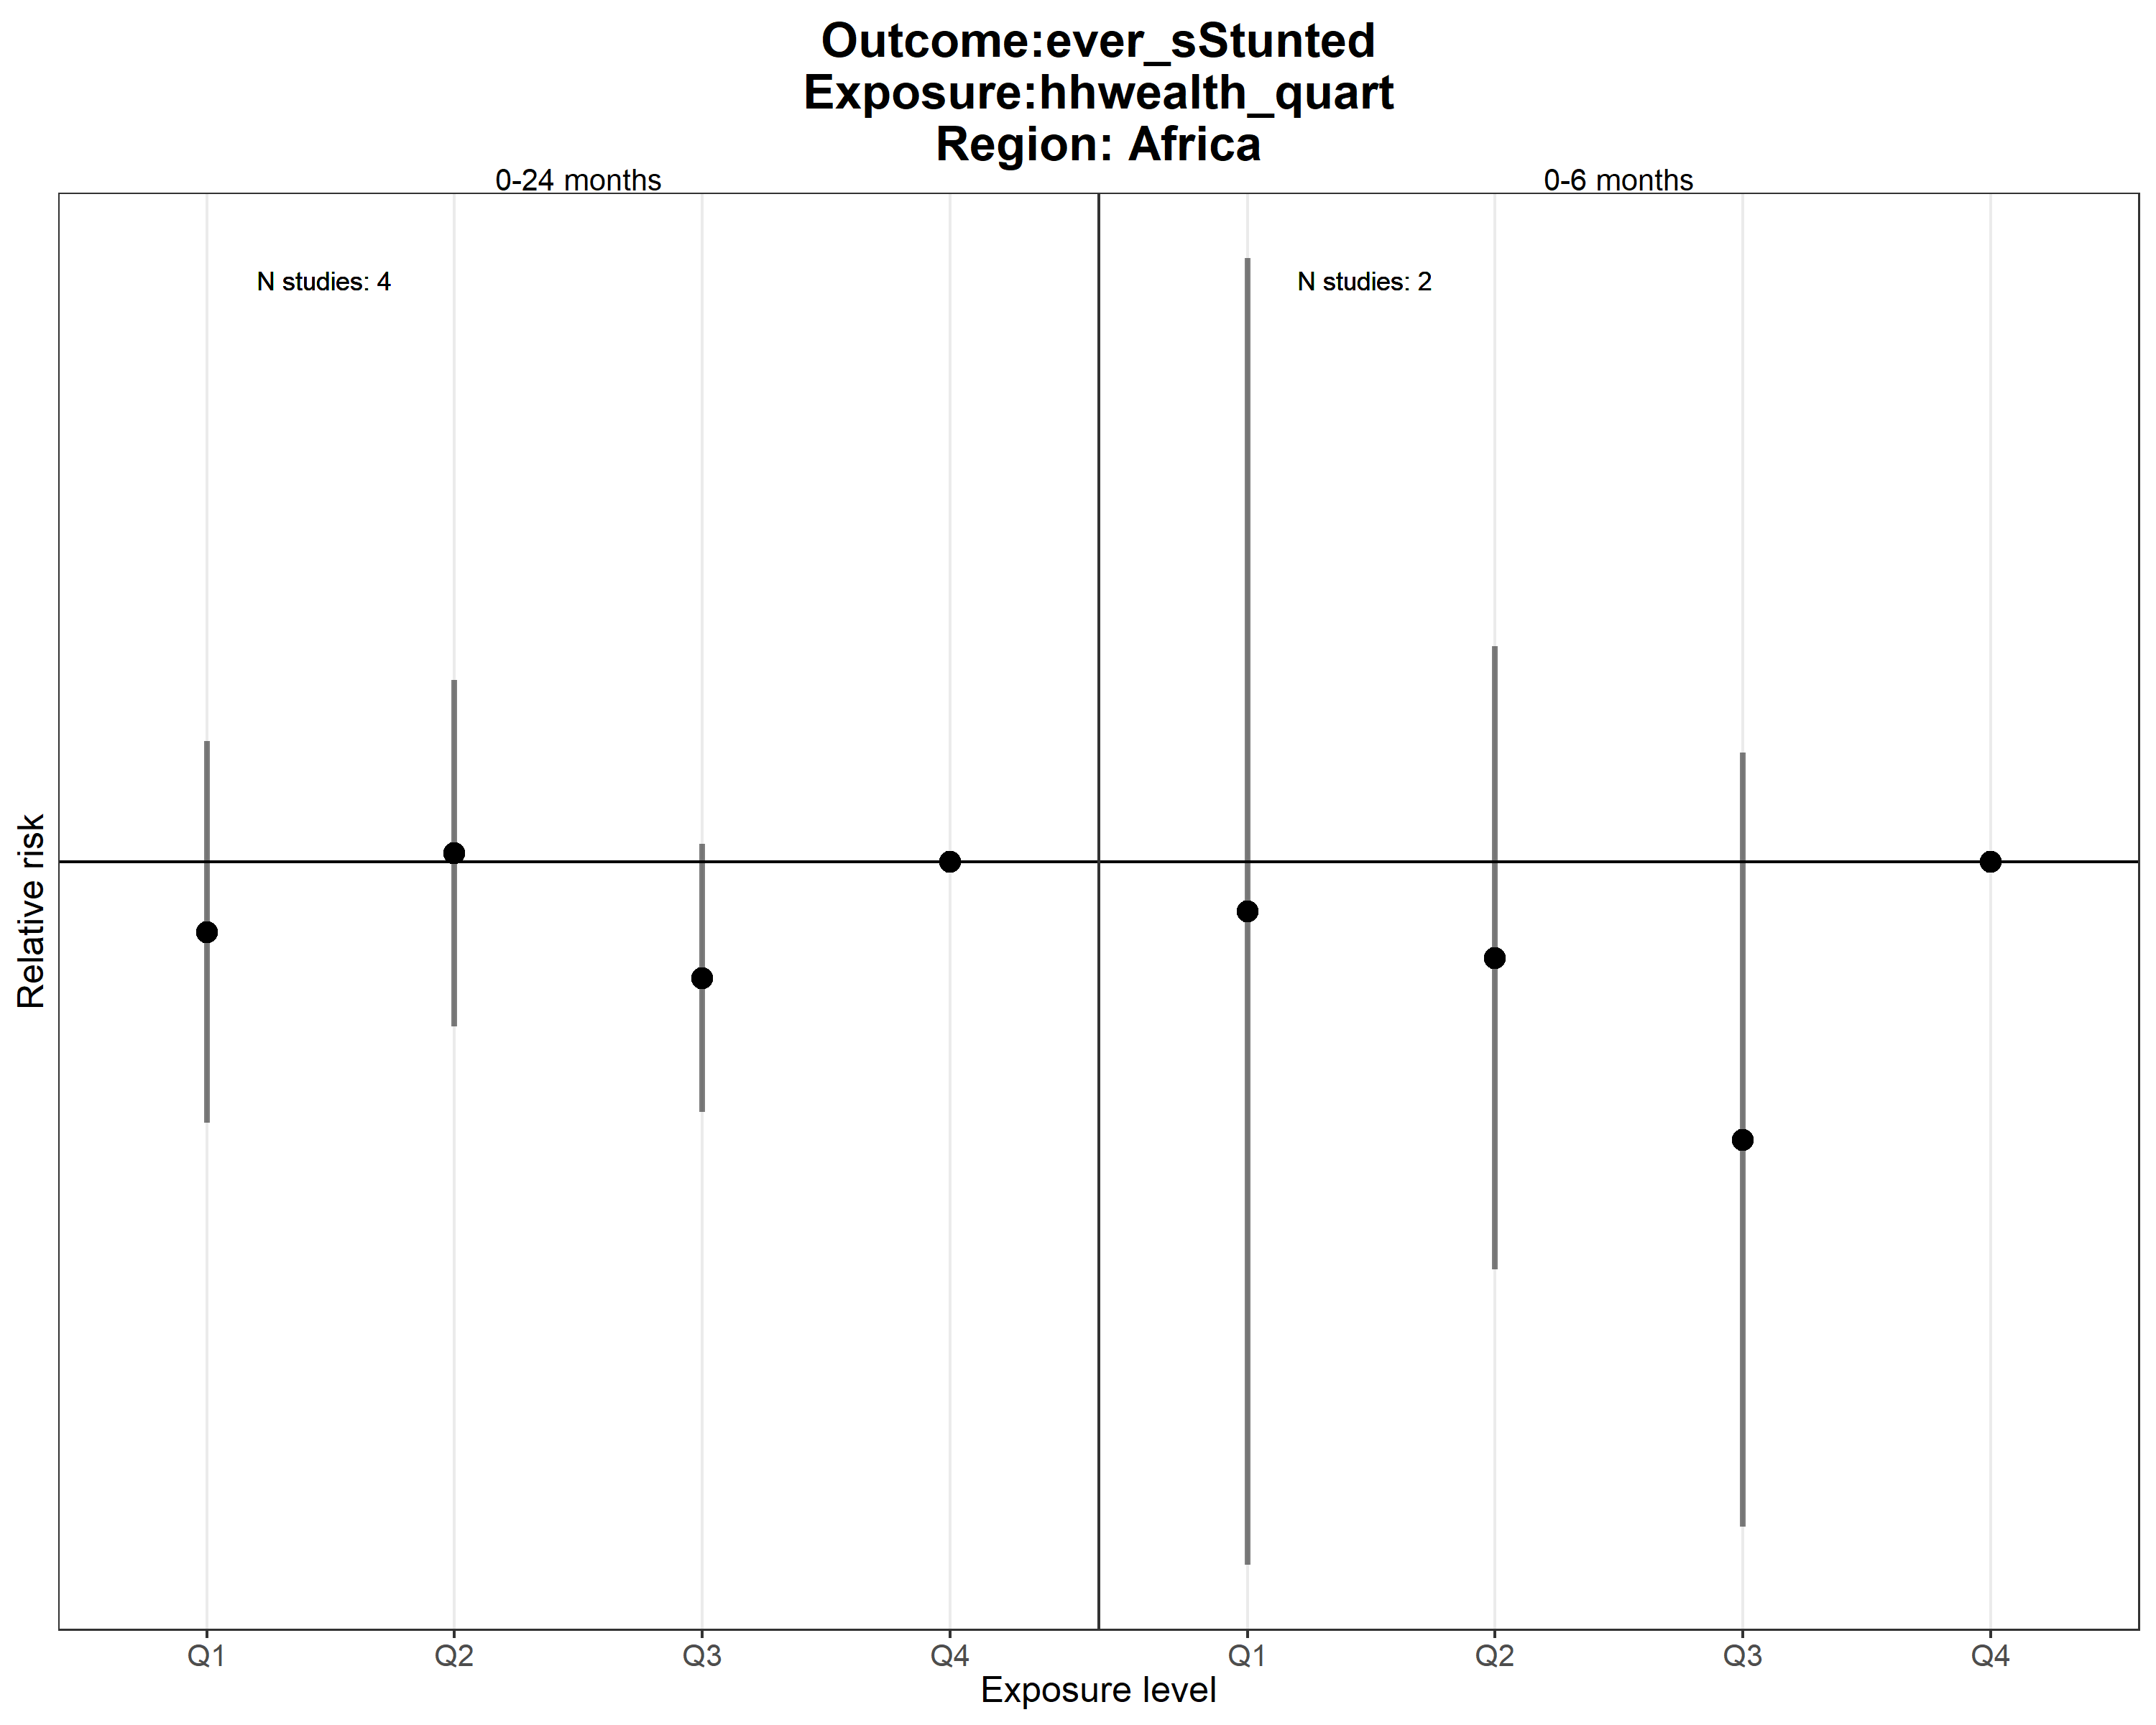 Outcome:ever_sStunted
Exposure:hhwealth_quart
Region: Africa
0-24 months
0-6 months
N studies: 4
N studies: 2
Relative risk
Q1
Q2
Q3
Q4
Q1
Q2
Q3
Q4
Exposure level